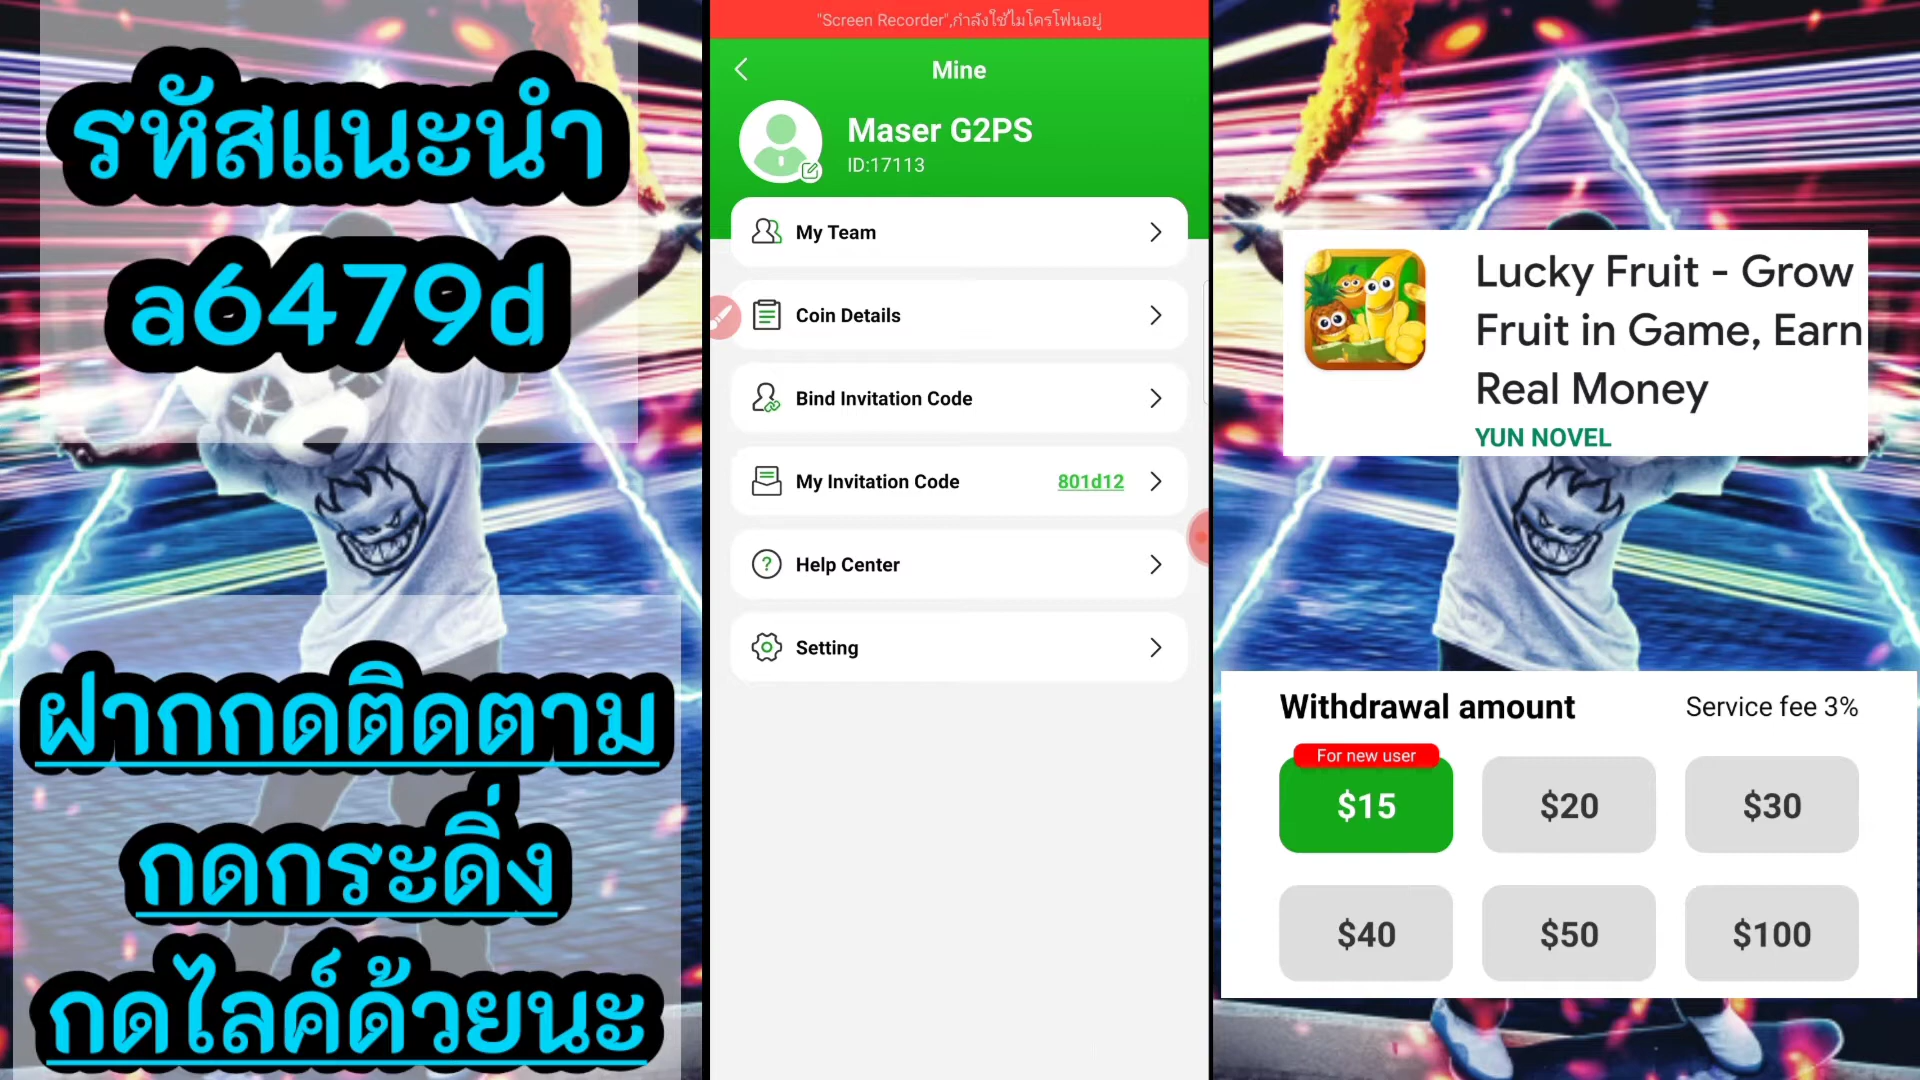 รหัสแนะนำ
a6479d
ฝากกดติดตาม
กดกระดิ่ง
กดไลค์ด้วยนะ
"Screen Recorder",กำลังใช้ไมโครโฟนอยู่
Mine
Maser G2PS
ID:17113
My Team
Coin Details
Bind Invitation Code
My Invitation Code 801d12
Help Center
Setting
Lucky Fruit - Grow
Fruit in Game, Earn
Real Money
YUN NOVEL
Withdrawal amount Service fee 3%
For new user
$15 $20 $30
$40 $50 $100